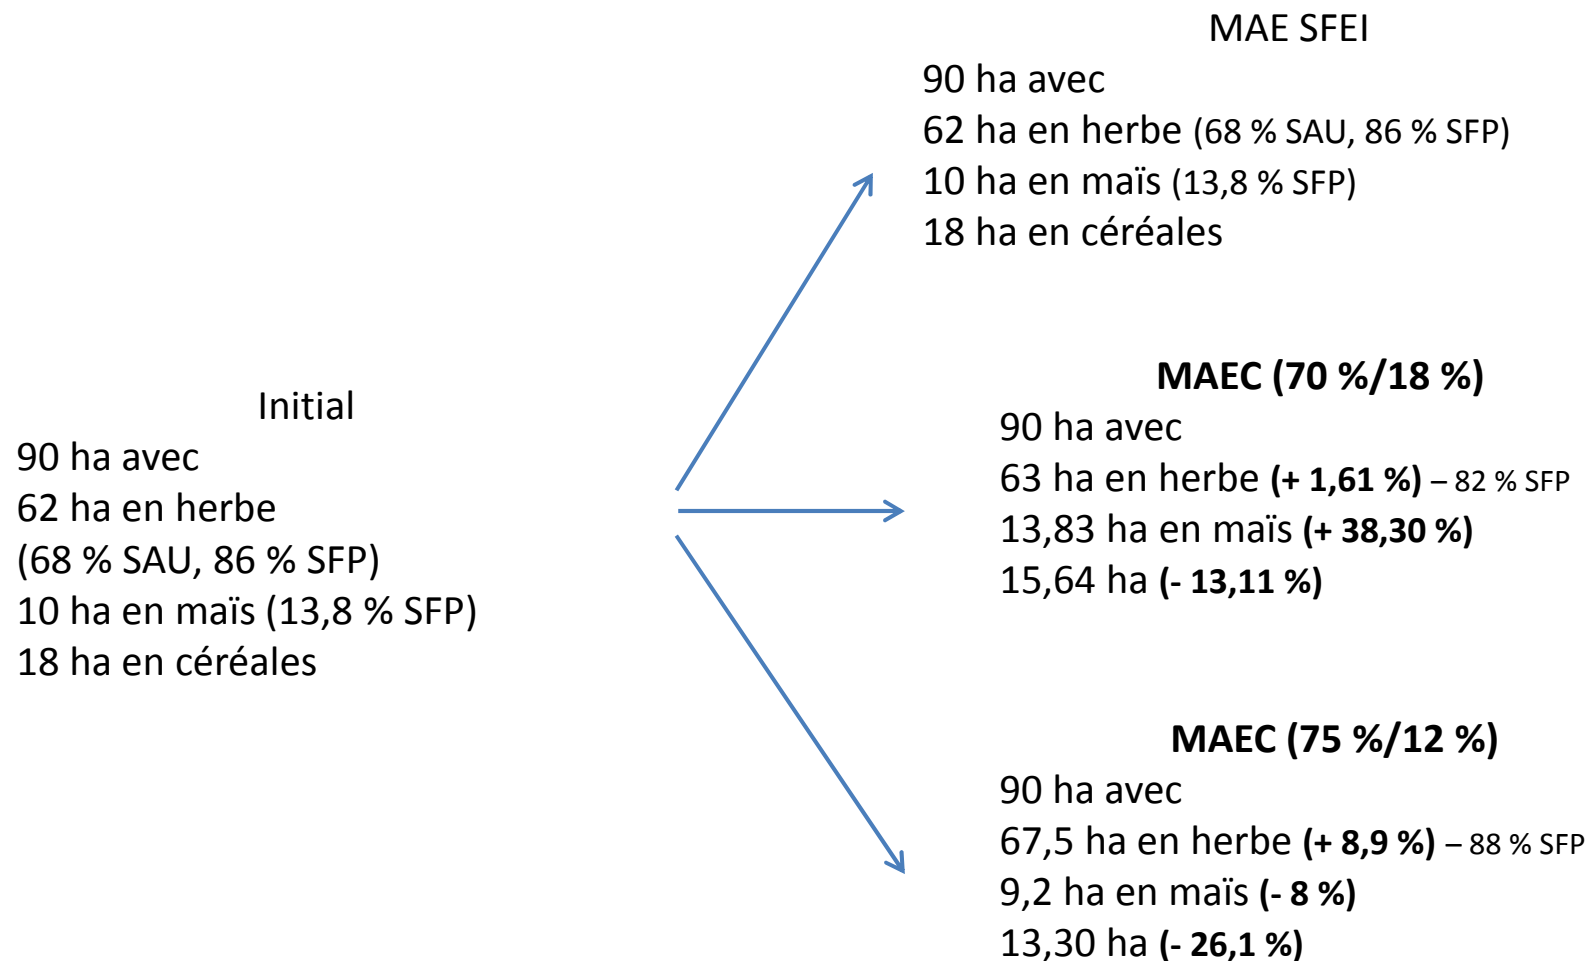 MAE SFEI
90 ha avec
62 ha en herbe (68 % SAU, 86 % SFP)
10 ha en maïs (13,8 % SFP)
18 ha en céréales
Initial
90 ha avec
62 ha en herbe
(68 % SAU, 86 % SFP)
10 ha en maïs (13,8 % SFP)
18 ha en céréales
MAEC (70 %/18 %)
90 ha avec
63 ha en herbe (+ 1,61 %) – 82 % SFP
13,83 ha en maïs (+ 38,30 %)
15,64 ha (- 13,11 %)
MAEC (75 %/12 %)
90 ha avec
67,5 ha en herbe (+ 8,9 %) – 88 % SFP
9,2 ha en maïs (- 8 %)
13,30 ha (- 26,1 %)